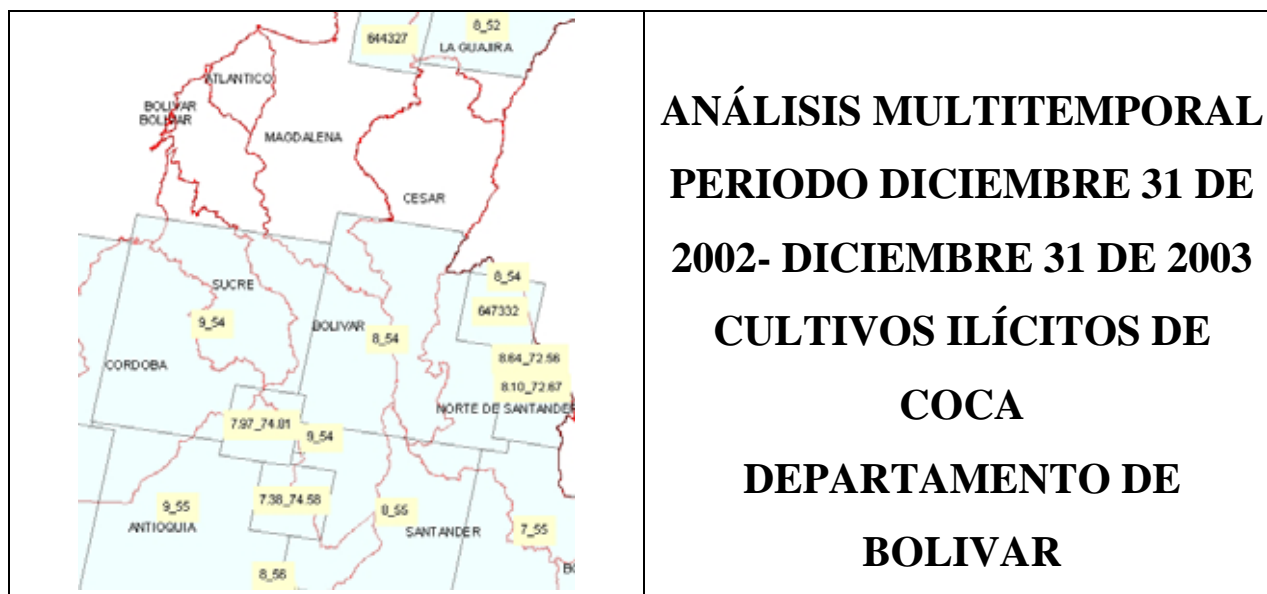 8_52
644327
LA GUAJIRA
ATLANTICO
BOLIVAR
BOLIVAR
MAGDALENA
CESAR
8_54
SUCRE
647332
9_54
BOLIVAR
8_54
CORDOBA
8.64_72.56
8.10_72.67
NORTE DE SANTANDER
7.97_74.81
9_54
7.38_74.58
9_55
8_55
ANTIOQUIA
SANTANDER
7_55
8_56
ANÁLISIS MULTITEMPORAL
PERIODO DICIEMBRE 31 DE
2002- DICIEMBRE 31 DE 2003
CULTIVOS ILÍCITOS DE
COCA
DEPARTAMENTO DE
BOLIVAR